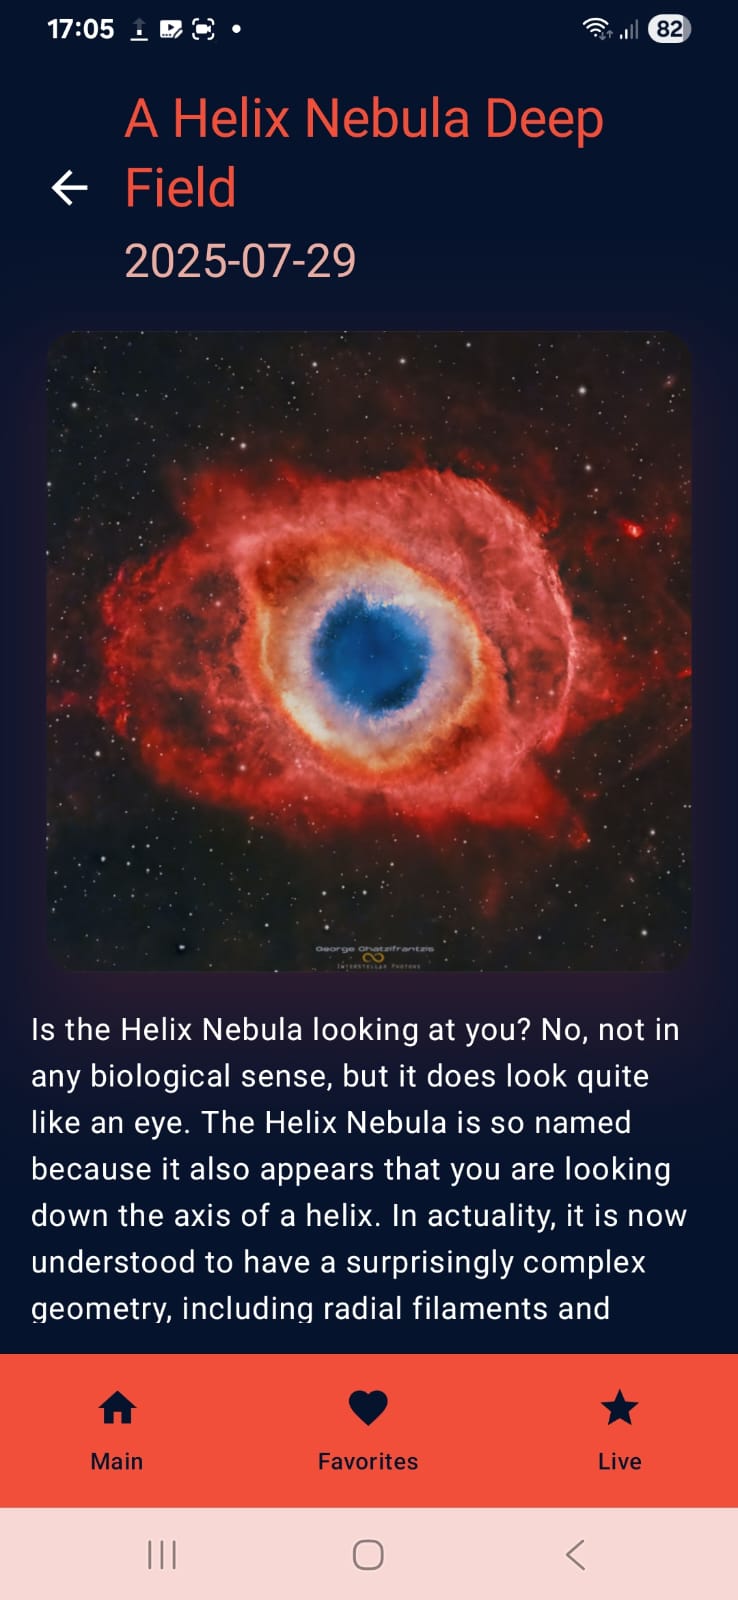 17:05
82
A Helix Nebula Deep
Field
2025-07-29
George Chatzifrantzis
Interstellar Photons
Is the Helix Nebula looking at you? No, not in
any biological sense, but it does look quite
like an eye. The Helix Nebula is so named
because it also appears that you are looking
down the axis of a helix. In actuality, it is now
understood to have a surprisingly complex
geometry, including radial filaments and
Main
Favorites
Live